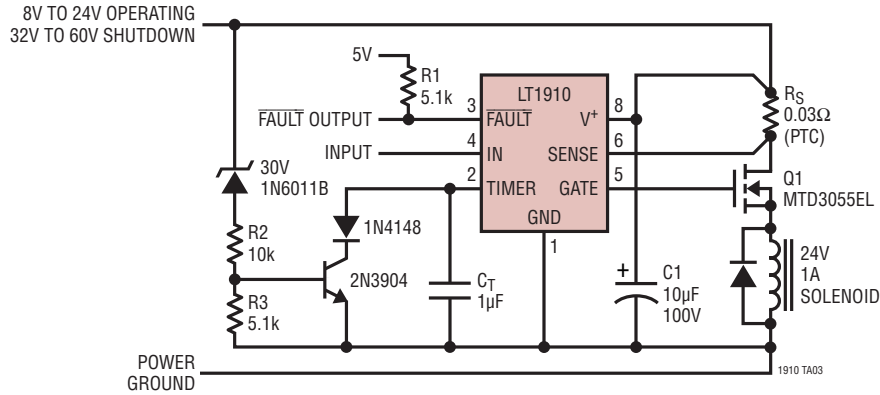 8V TO 24V OPERATING
32V TO 60V SHUTDOWN
5V
R1
5.1k
LT1910
FAULT OUTPUT
3
FAULT
V+
8
INPUT
4
IN
SENSE
6
2
TIMER
GATE
5
GND
1
RS
0.03Ω
(PTC)
Q1
MTD3055EL
30V
1N6011B
R2
10k
1N4148
2N3904
R3
5.1k
CT
1µF
+
C1
10µF
100V
24V
1A
SOLENOID
POWER
GROUND
1910 TA03